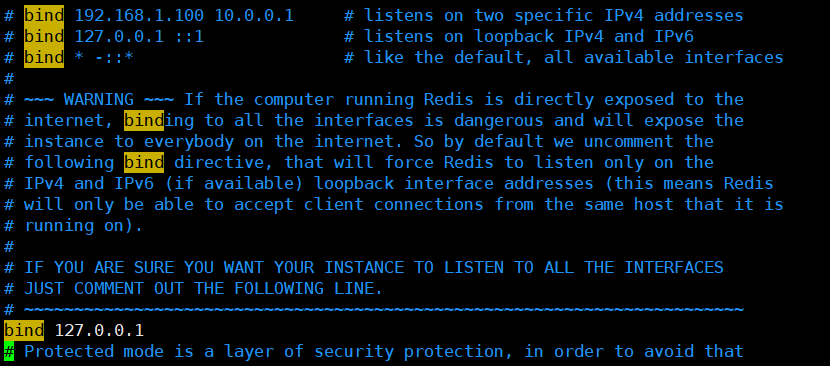 # bind 192.168.1.100 10.0.0.1     # listens on two specific IPv4 addresses
# bind 127.0.0.1 ::1              # listens on loopback IPv4 and IPv6
# bind * -::*                     # like the default, all available interfaces
#
# ~~~ WARNING ~~~ If the computer running Redis is directly exposed to the
# internet, binding to all the interfaces is dangerous and will expose the
# instance to everybody on the internet. So by default we uncomment the
# following bind directive, that will force Redis to listen only on the
# IPv4 and IPv6 (if available) loopback interface addresses (this means Redis
# will only be able to accept client connections from the same host that it is
# running on).
#
# IF YOU ARE SURE YOU WANT YOUR INSTANCE TO LISTEN TO ALL THE INTERFACES
# JUST COMMENT OUT THE FOLLOWING LINE.
# ~~~~~~~~~~~~~~~~~~~~~~~~~~~~~~~~~~~~~~~~~~~~~~~~~~~~~~~~~~~~~~~~~~~~~~~~
bind 127.0.0.1
# Protected mode is a layer of security protection, in order to avoid that